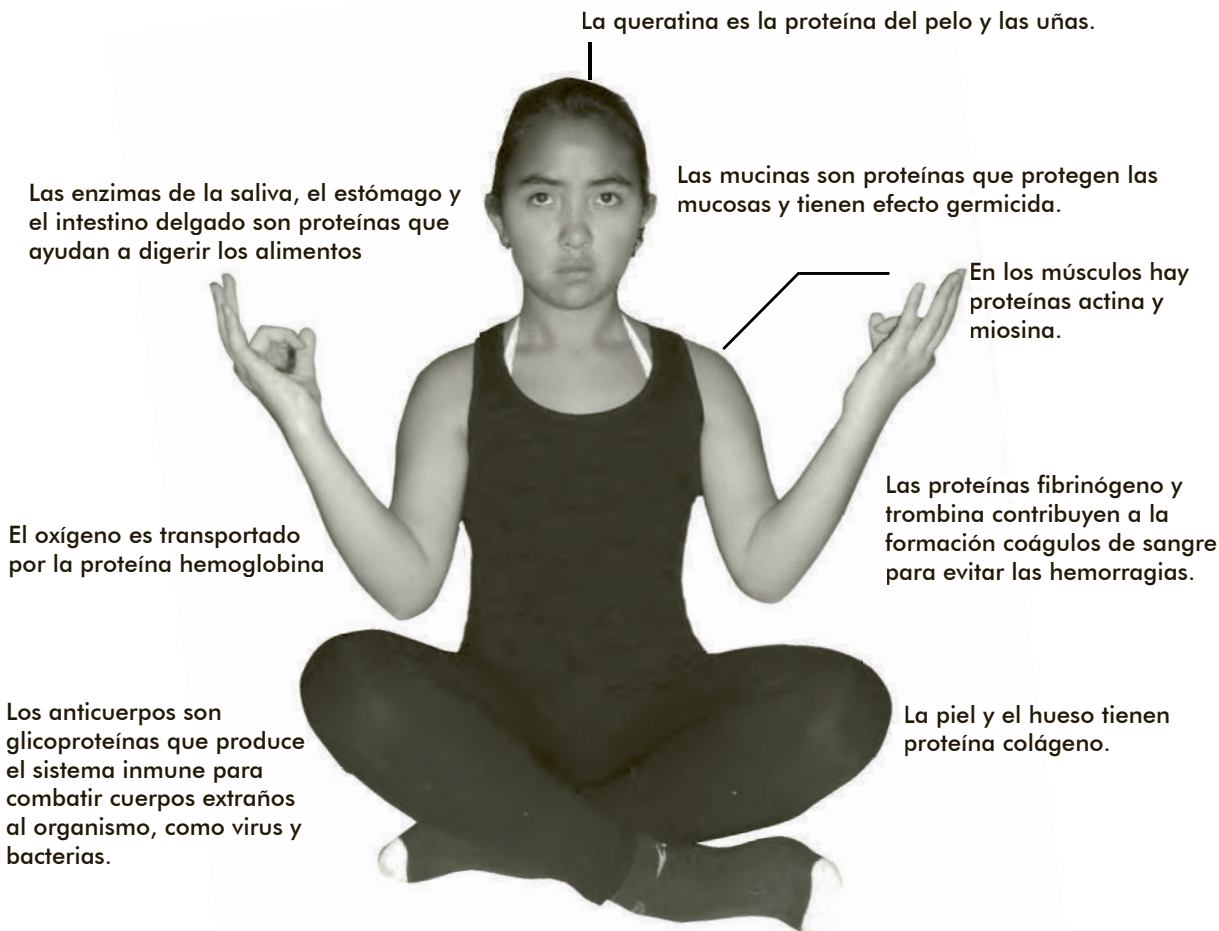 La queratina es la proteína del pelo y las uñas.
Las enzimas de la saliva, el estómago y
el intestino delgado son proteínas que
ayudan a digerir los alimentos
Las mucinas son proteínas que protegen las
mucosas y tienen efecto germicida.
En los músculos hay
proteínas actina y
miosina.
El oxígeno es transportado
por la proteína hemoglobina
Las proteínas fibrinógeno y
trombina contribuyen a la
formación coágulos de sangre
para evitar las hemorragias.
Los anticuerpos son
glicoproteínas que produce
el sistema inmune para
combatir cuerpos extraños
al organismo, como virus y
bacterias.
La piel y el hueso tienen
proteína colágeno.